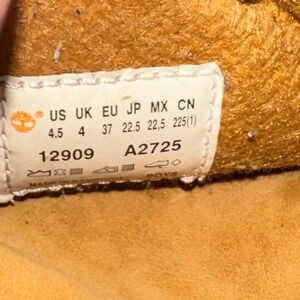 US UK EU JP MX CN
4.5 4 37 22.5 22,5 225(1)
12909 A2725
BOYS